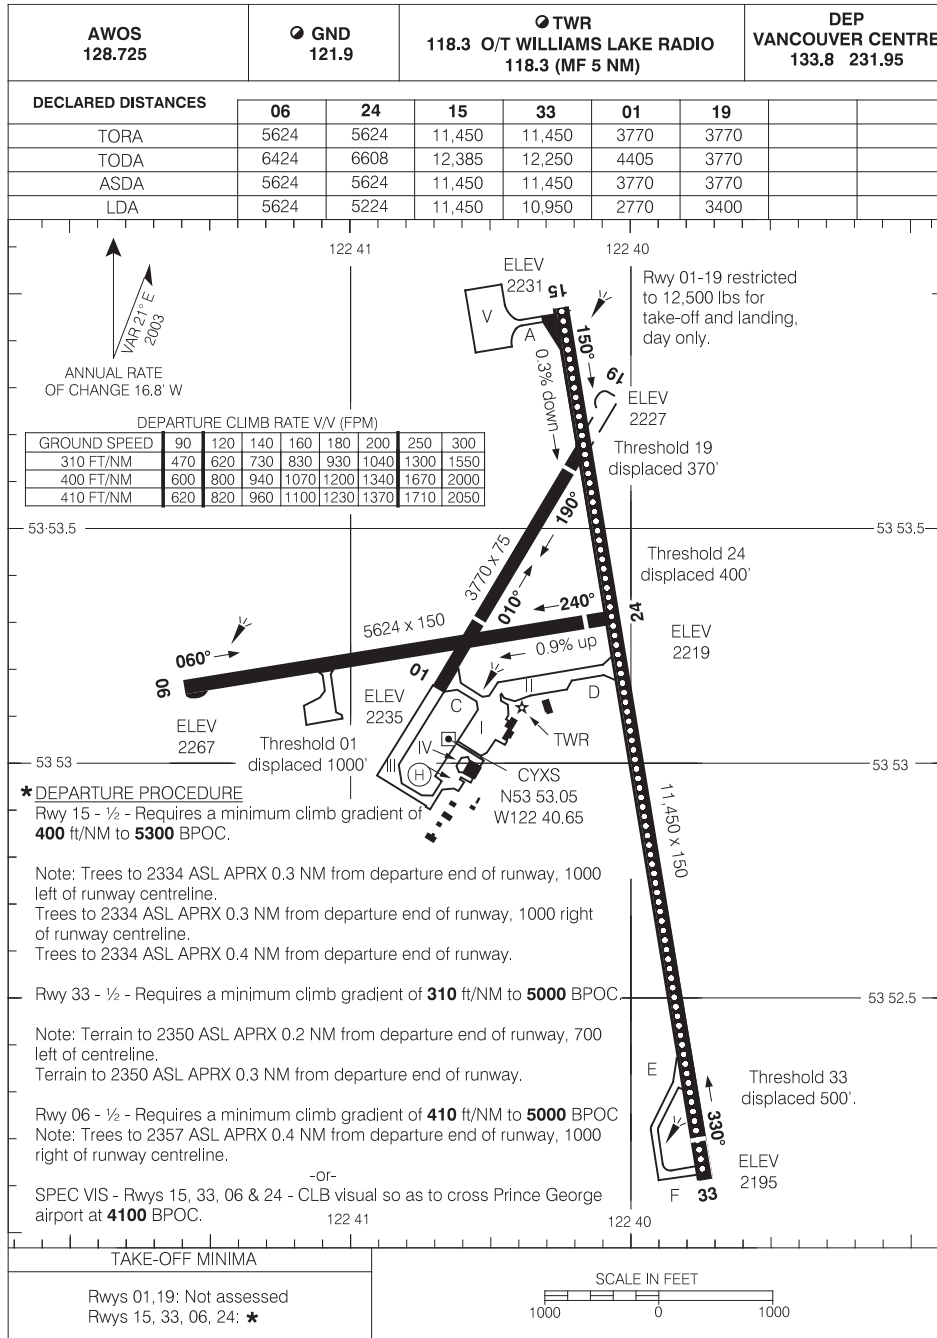 AWOS
128.725
GND
121.9
TWR
118.3 O/T WILLIAMS LAKE RADIO
118.3 (MF 5 NM)
DEP
VANCOUVER CENTRE
133.8 231.95
DECLARED DISTANCES 06 24 15 33 01 19
TORA 5624 5624 11,450 11,450 3770 3770
TODA 6424 6608 12,385 12,250 4405 3770
ASDA 5624 5624 11,450 11,450 3770 3770
LDA 5624 5224 11,450 10,950 2770 3400
122 41
122 40
VAR 21° E
2003
ANNUAL RATE
OF CHANGE 16.8' W
ELEV
2231
15
V
A
150°
0.3% down
Rwy 01-19 restricted
to 12,500 lbs for
take-off and landing,
day only.
19
ELEV
2227
Threshold 19
displaced 370'
DEPARTURE CLIMB RATE V/V (FPM)
GROUND SPEED 90 120 140 160 180 200 250 300
310 FT/NM 470 620 730 830 930 1040 1300 1550
400 FT/NM 600 800 940 1070 1200 1340 1670 2000
410 FT/NM 620 820 960 1100 1230 1370 1710 2050
190°
53 53.5
53 53.5
3770 x 75
010°
Threshold 24
displaced 400'
240°
24
5624 x 150
0.9% up
ELEV
2219
060°
06
01
ELEV
2267
ELEV
2235
Threshold 01
displaced 1000'
C
I
II
D
III
IV
H
TWR
53 53
53 53
CYXS
N53 53.05
W122 40.65
11,450 x 150
* DEPARTURE PROCEDURE
Rwy 15 - ½ - Requires a minimum climb gradient of
400 ft/NM to 5300 BPOC.
Note: Trees to 2334 ASL APRX 0.3 NM from departure end of runway, 1000
left of runway centreline.
Trees to 2334 ASL APRX 0.3 NM from departure end of runway, 1000 right
of runway centreline.
Trees to 2334 ASL APRX 0.4 NM from departure end of runway.
Rwy 33 - ½ - Requires a minimum climb gradient of 310 ft/NM to 5000 BPOC.
53 52.5
Note: Terrain to 2350 ASL APRX 0.2 NM from departure end of runway, 700
left of centreline.
Terrain to 2350 ASL APRX 0.3 NM from departure end of runway.
Rwy 06 - ½ - Requires a minimum climb gradient of 410 ft/NM to 5000 BPOC
Note: Trees to 2357 ASL APRX 0.4 NM from departure end of runway, 1000
right of runway centreline.
-or-
SPEC VIS - Rwys 15, 33, 06 & 24 - CLB visual so as to cross Prince George
airport at 4100 BPOC.
E
Threshold 33
displaced 500'.
330°
ELEV
2195
F
33
122 41
122 40
TAKE-OFF MINIMA
Rwys 01,19: Not assessed
Rwys 15, 33, 06, 24: *
SCALE IN FEET
1000 0 1000